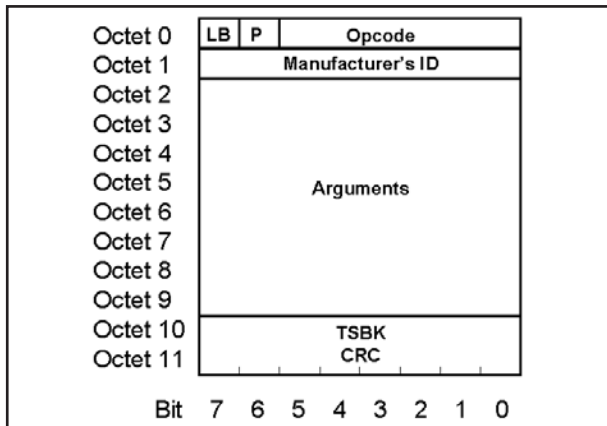 Octet 0 LB P Opcode
Octet 1 Manufacturer's ID
Octet 2
Octet 3
Octet 4
Octet 5 Arguments
Octet 6
Octet 7
Octet 8
Octet 9
Octet 10 TSBK
Octet 11 CRC
Bit 7 6 5 4 3 2 1 0